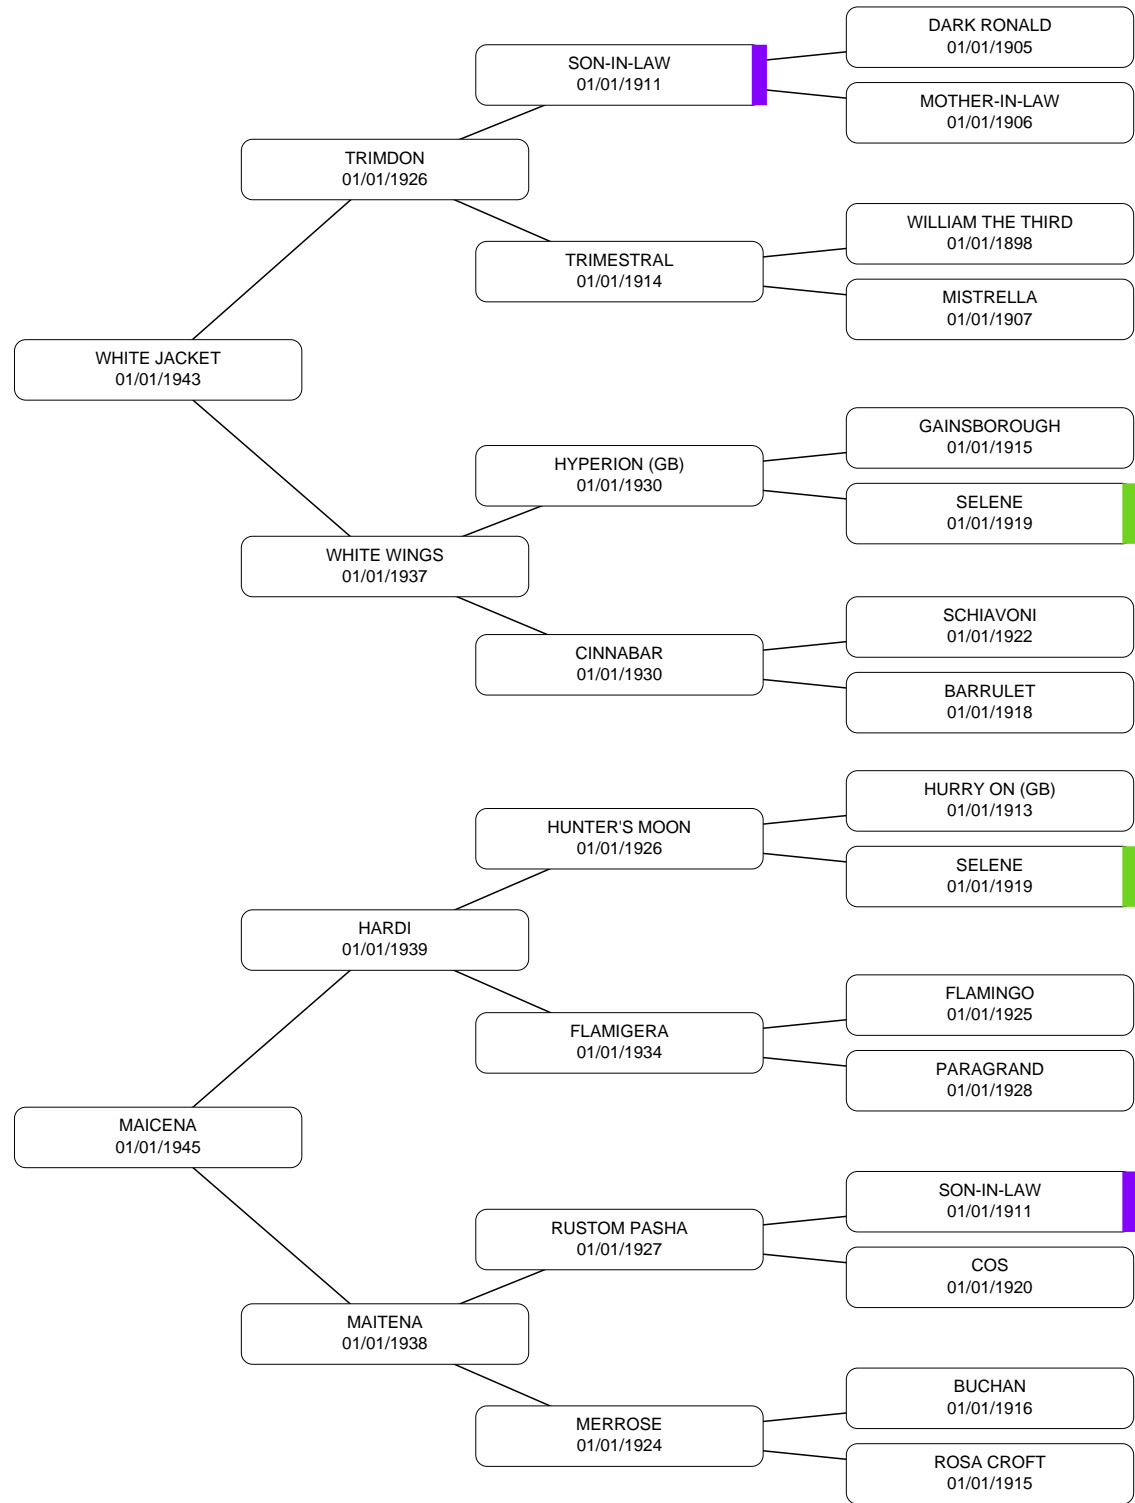 DARK RONALD
01/01/1905
SON-IN-LAW
01/01/1911
MOTHER-IN-LAW
01/01/1906
TRIMDON
01/01/1926
WILLIAM THE THIRD
01/01/1898
TRIMESTRAL
01/01/1914
MISTRELLA
01/01/1907
WHITE JACKET
01/01/1943
GAINSBOROUGH
01/01/1915
HYPERION (GB)
01/01/1930
SELENE
01/01/1919
WHITE WINGS
01/01/1937
SCHIAVONI
01/01/1922
CINNABAR
01/01/1930
BARRULET
01/01/1918
HURRY ON (GB)
01/01/1913
HUNTER'S MOON
01/01/1926
SELENE
01/01/1919
HARDI
01/01/1939
FLAMINGO
01/01/1925
FLAMIGERA
01/01/1934
PARAGRAND
01/01/1928
MAICENA
01/01/1945
SON-IN-LAW
01/01/1911
RUSTOM PASHA
01/01/1927
COS
01/01/1920
MAITENA
01/01/1938
BUCHAN
01/01/1916
MERROSE
01/01/1924
ROSA CROFT
01/01/1915